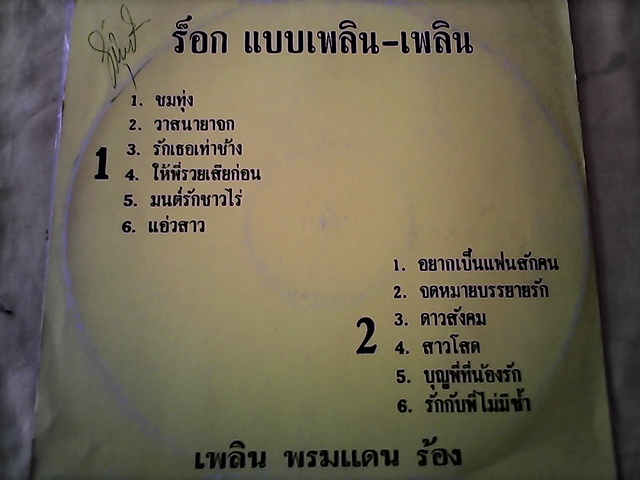 ร็อก แบบเพลิน-เพลิน
1
1. ชมทุ่ง
2. วาสนายาจก
3. รักเธอเท่าช้าง
4. ให้พี่รวยเสียก่อน
5. มนต์รักชาวไร่
6. แอ่วสาว
2
1. อยากเป็นแฟนสักคน
2. จดหมายบรรยายรัก
3. ดาวสังคม
4. สาวโสด
5. บุญพี่ที่น้องรัก
6. รักกับพี่ไม่มีช้ำ
เพลิน พรมแดน ร้อง